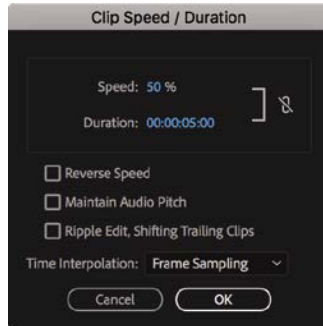 Clip Speed / Duration
Speed: 50 %
Duration: 00:00:05:00
Reverse Speed
Maintain Audio Pitch
Ripple Edit, Shifting Trailing Clips
Time Interpolation: Frame Sampling
Cancel OK